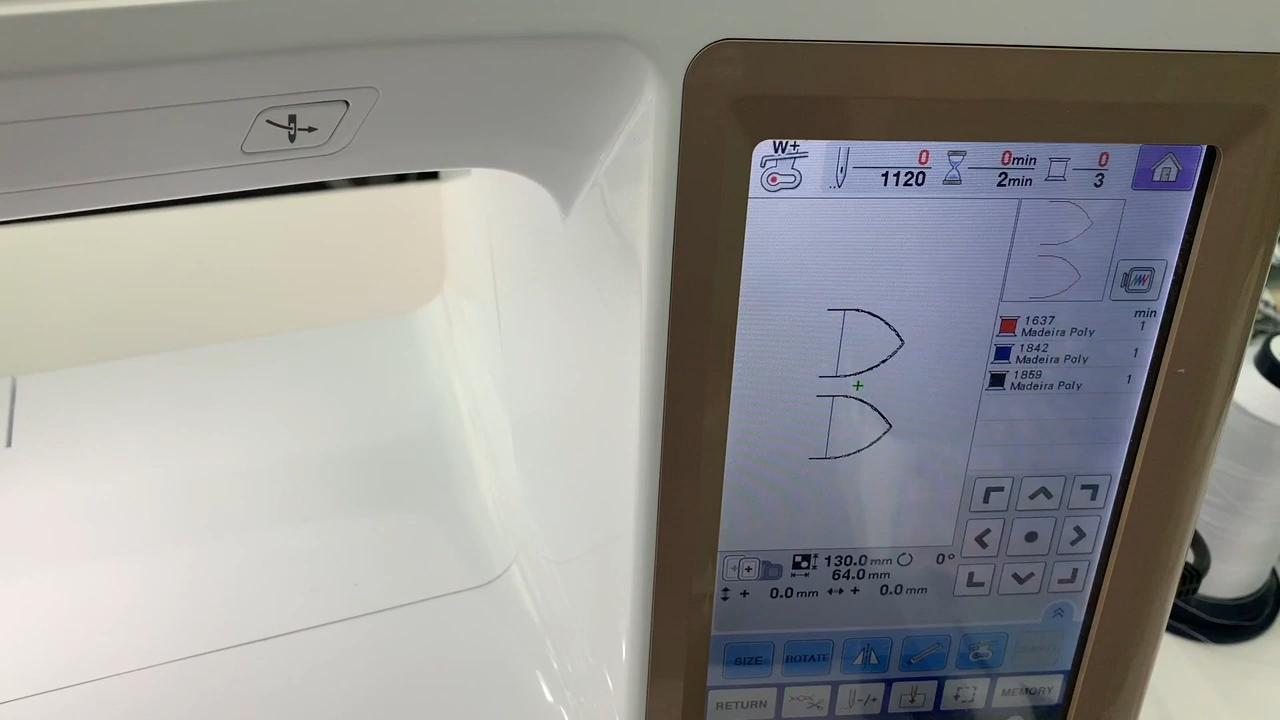 W+ 0 0min 0
1120 2min 3
min
1637 1
Madeira Poly
1842 1
Madeira Poly
1859 1
Madeira Poly
130.0 mm 0°
64.0 mm
+ 0.0 mm + 0.0 mm
SIZE ROTATE
RETURN -/+ MEMORY